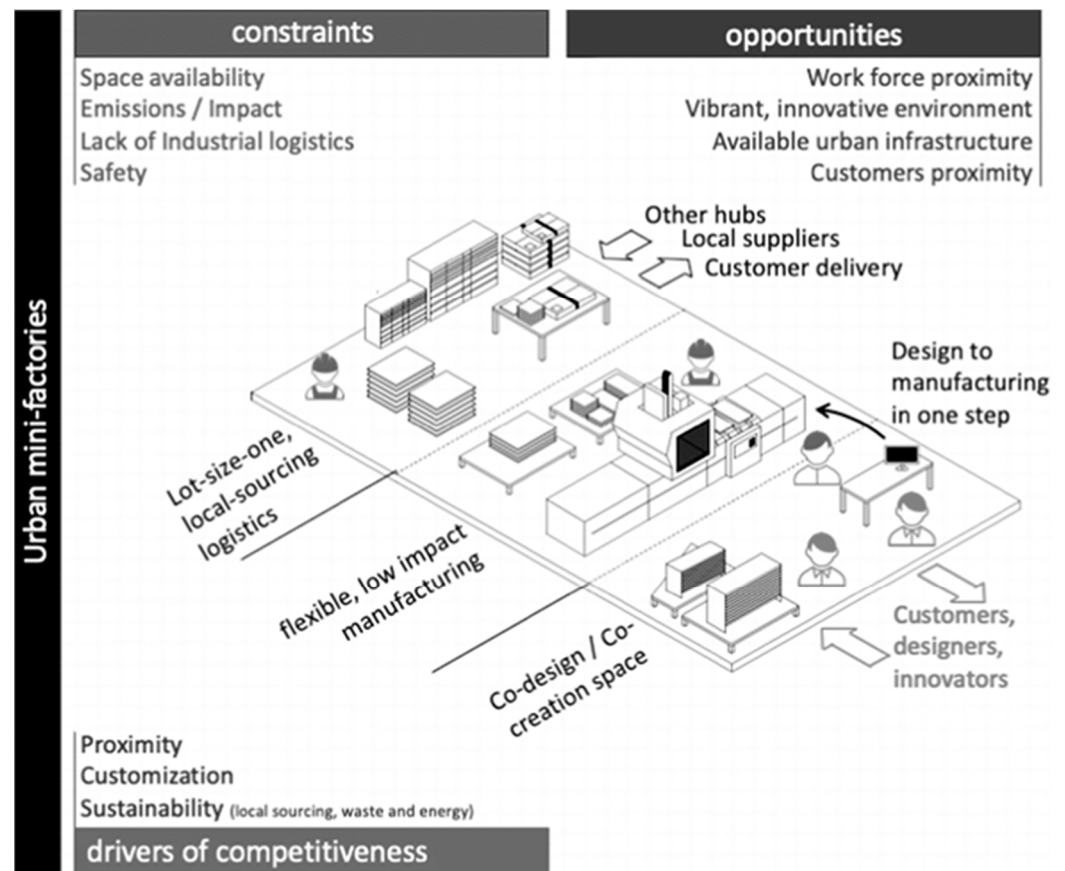 Urban mini-factories
constraints
Space availability
Emissions / Impact
Lack of Industrial logistics
Safety
opportunities
Work force proximity
Vibrant, innovative environment
Available urban infrastructure
Customers proximity
Other hubs
Local suppliers
Customer delivery
Design to
manufacturing
in one step
Lot-size-one,
local-sourcing
logistics
flexible, low impact
manufacturing
Co-design / Co-
creation space
Customers,
designers,
innovators
Proximity
Customization
Sustainability (local sourcing, waste and energy)
drivers of competitiveness